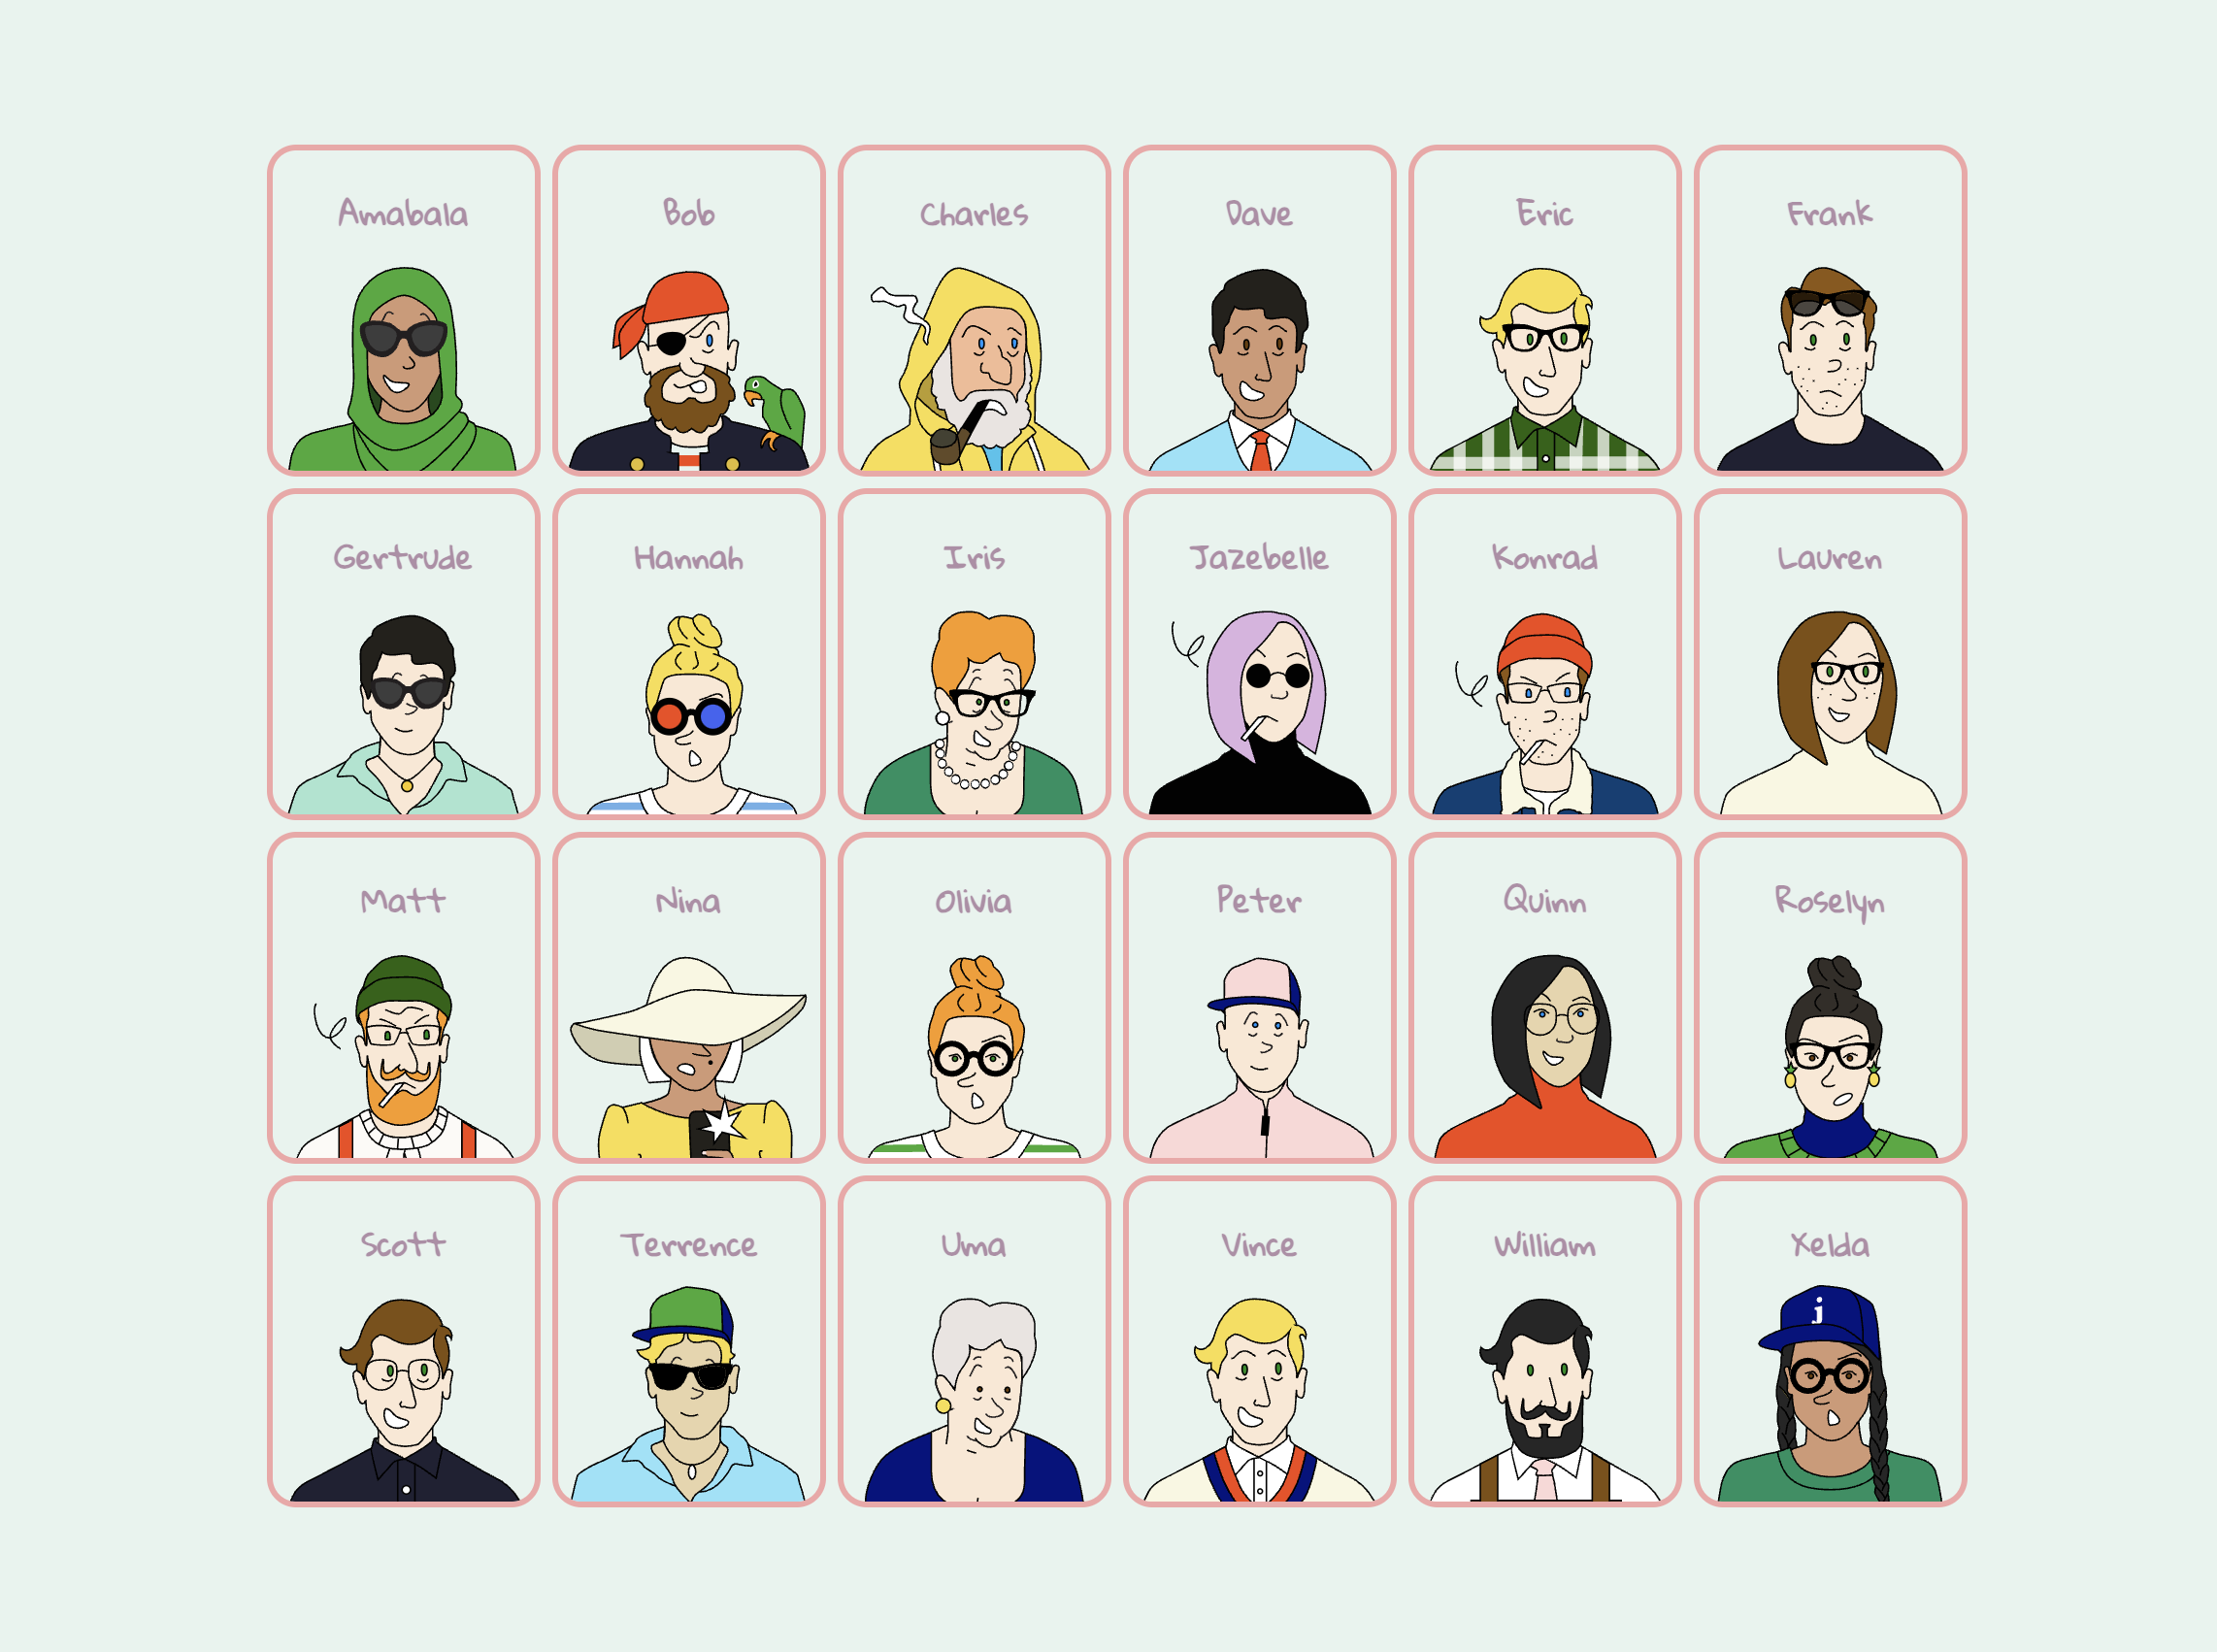 Amabala
Bob
Charles
Dave
Eric
Frank
Gertrude
Hannah
Iris
Jazebelle
Konrad
Lauren
Matt
Nina
Olivia
Peter
Quinn
Roselyn
Scott
Terrence
Uma
Vince
William
Xelda
j